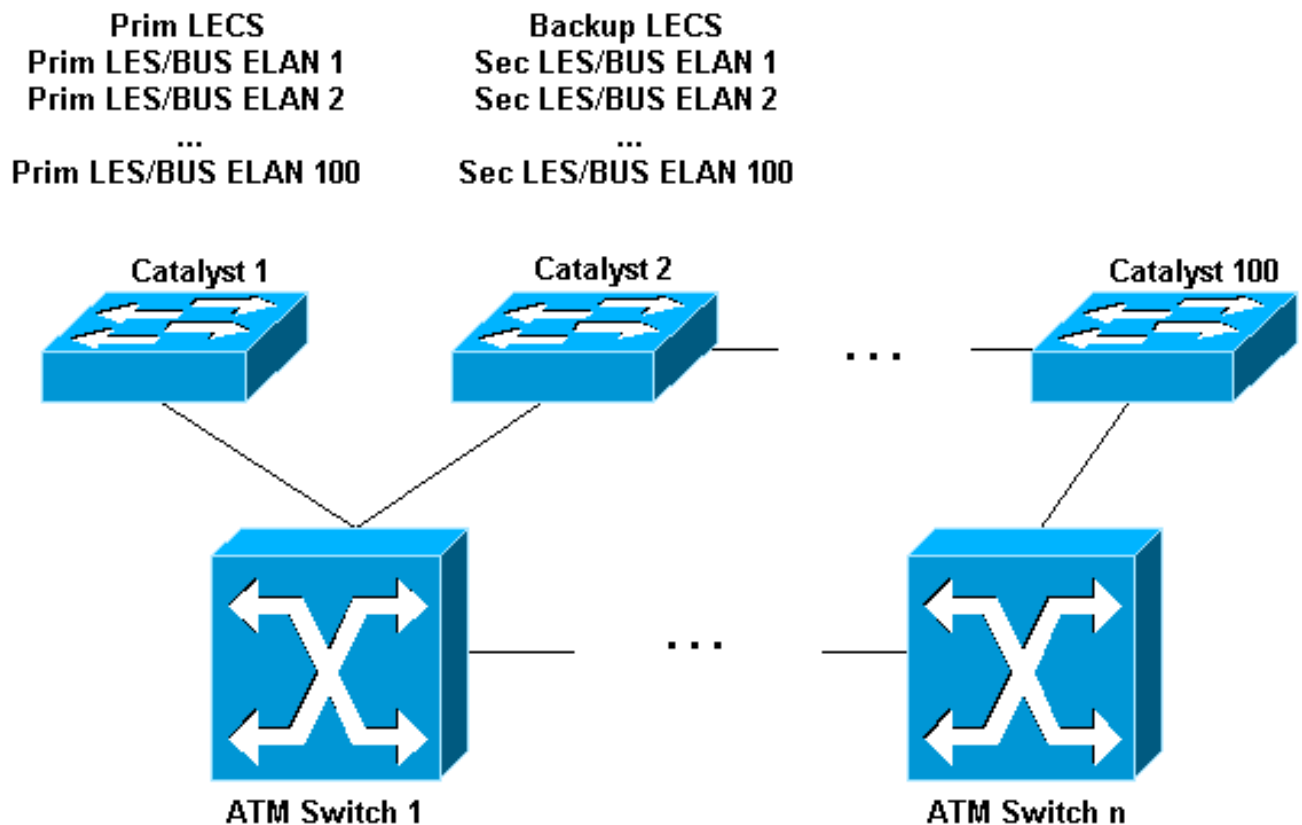 Prim LECS
Prim LES/BUS ELAN 1
Prim LES/BUS ELAN 2
...
Prim LES/BUS ELAN 100
Backup LECS
Sec LES/BUS ELAN 1
Sec LES/BUS ELAN 2
...
Sec LES/BUS ELAN 100
Catalyst 1
Catalyst 2
Catalyst 100
...
...
ATM Switch 1
ATM Switch n